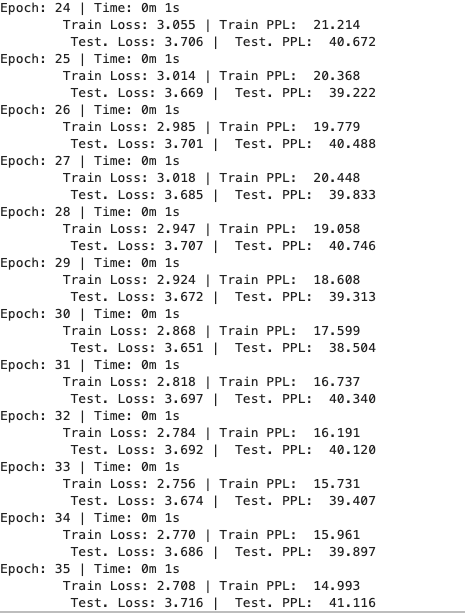 Epoch: 24 | Time: 0m 1s
Train Loss: 3.055 | Train PPL: 21.214
Test. Loss: 3.706 | Test. PPL: 40.672
Epoch: 25 | Time: 0m 1s
Train Loss: 3.014 | Train PPL: 20.368
Test. Loss: 3.669 | Test. PPL: 39.222
Epoch: 26 | Time: 0m 1s
Train Loss: 2.985 | Train PPL: 19.779
Test. Loss: 3.701 | Test. PPL: 40.488
Epoch: 27 | Time: 0m 1s
Train Loss: 3.018 | Train PPL: 20.448
Test. Loss: 3.685 | Test. PPL: 39.833
Epoch: 28 | Time: 0m 1s
Train Loss: 2.947 | Train PPL: 19.058
Test. Loss: 3.707 | Test. PPL: 40.746
Epoch: 29 | Time: 0m 1s
Train Loss: 2.924 | Train PPL: 18.608
Test. Loss: 3.672 | Test. PPL: 39.313
Epoch: 30 | Time: 0m 1s
Train Loss: 2.868 | Train PPL: 17.599
Test. Loss: 3.651 | Test. PPL: 38.504
Epoch: 31 | Time: 0m 1s
Train Loss: 2.818 | Train PPL: 16.737
Test. Loss: 3.697 | Test. PPL: 40.340
Epoch: 32 | Time: 0m 1s
Train Loss: 2.784 | Train PPL: 16.191
Test. Loss: 3.692 | Test. PPL: 40.120
Epoch: 33 | Time: 0m 1s
Train Loss: 2.756 | Train PPL: 15.731
Test. Loss: 3.674 | Test. PPL: 39.407
Epoch: 34 | Time: 0m 1s
Train Loss: 2.770 | Train PPL: 15.961
Test. Loss: 3.686 | Test. PPL: 39.897
Epoch: 35 | Time: 0m 1s
Train Loss: 2.708 | Train PPL: 14.993
Test. Loss: 3.716 | Test. PPL: 41.116